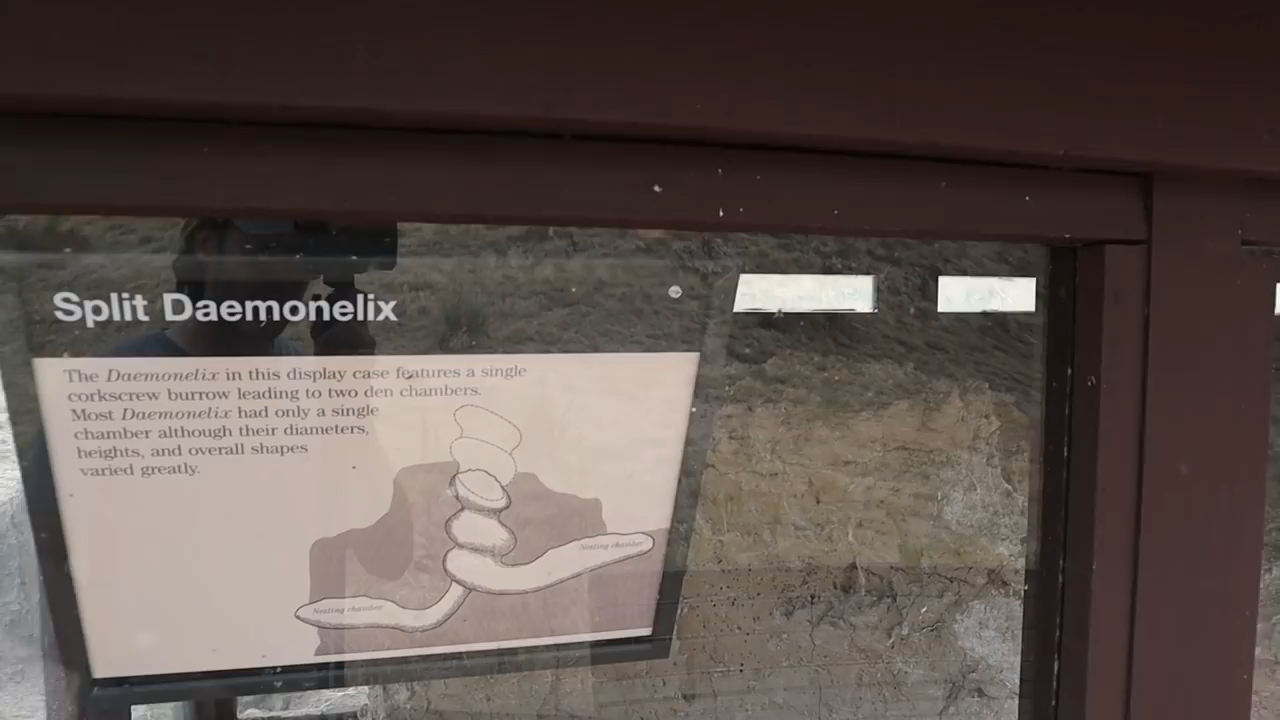 Split Daemonelix
The Daemonelix in this display case features a single
corkscrew burrow leading to two den chambers.
Most Daemonelix had only a single
chamber although their diameters,
heights, and overall shapes
varied greatly.
Nesting chamber
Nesting chamber